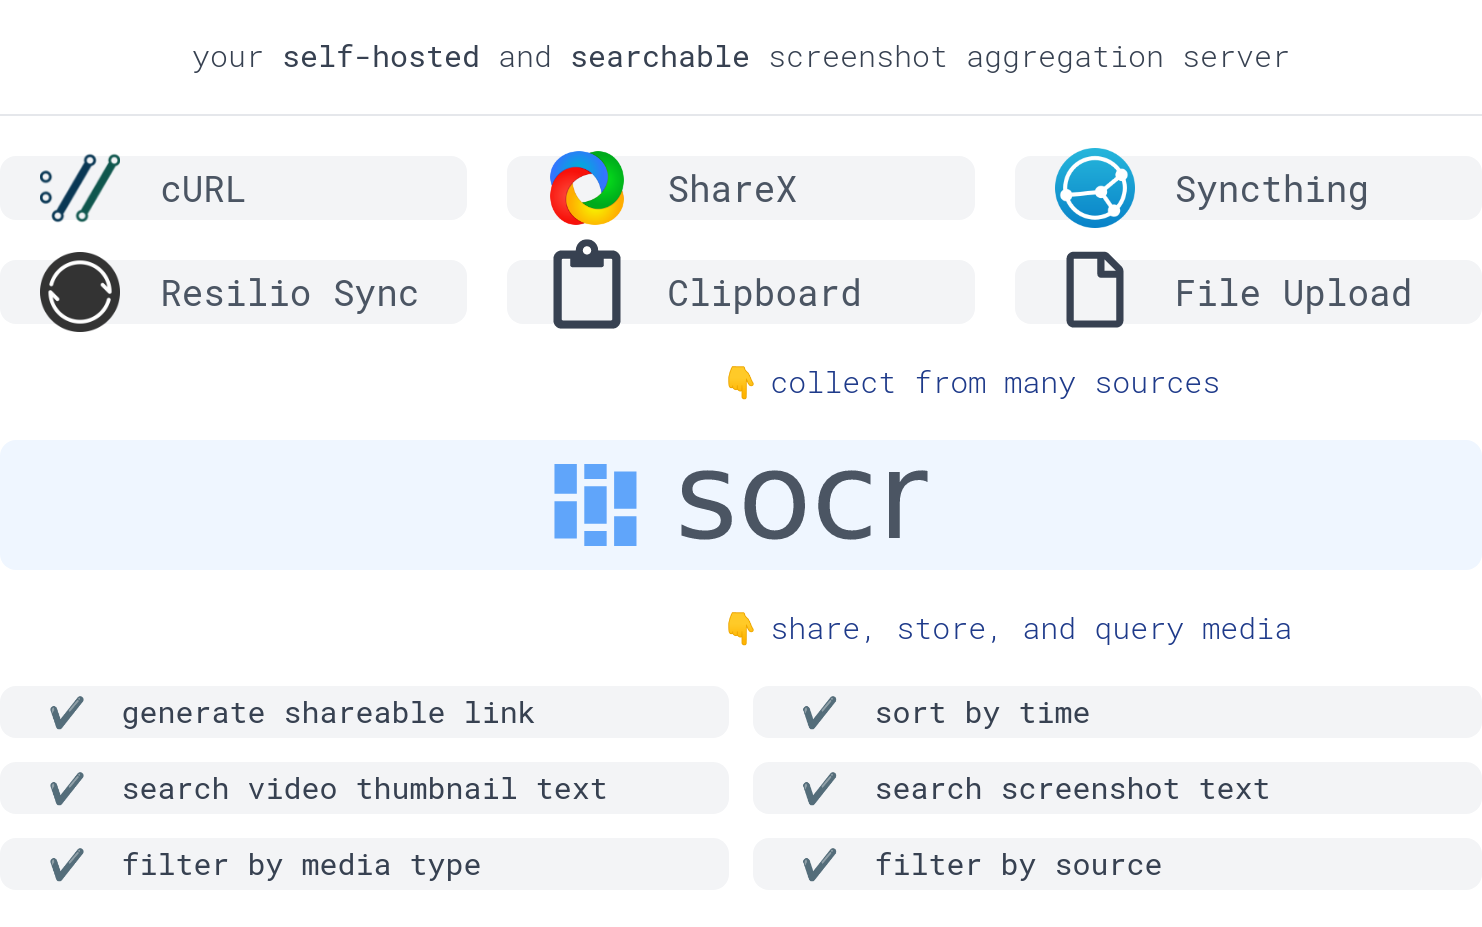 your self-hosted and searchable screenshot aggregation server
cURL
ShareX
Syncthing
Resilio Sync
Clipboard
File Upload
👇 collect from many sources
socr
👇 share, store, and query media
✔ generate shareable link
✔ sort by time
✔ search video thumbnail text
✔ search screenshot text
✔ filter by media type
✔ filter by source